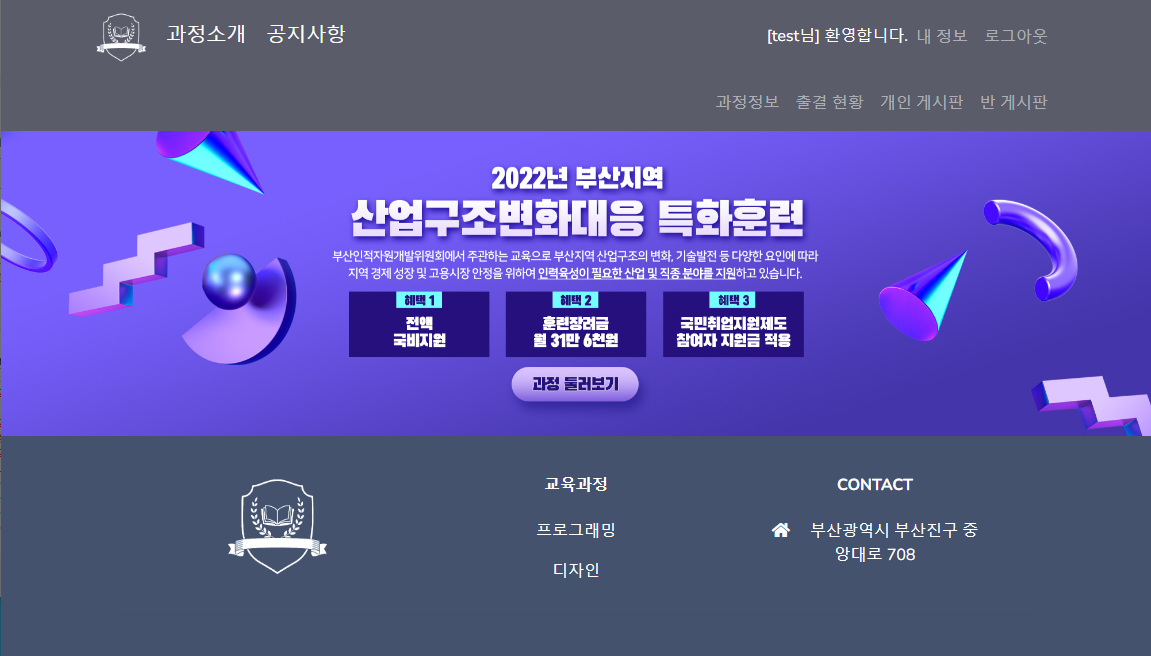 과정소개 공지사항
[test님] 환영합니다. 내 정보 로그아웃
과정정보 출결 현황 개인 게시판 반 게시판
2022년 부산지역
산업구조변화대응 특화훈련
부산인적자원개발위원회에서 주관하는 교육으로 부산지역 산업구조의 변화, 기술발전 등 다양한 요인에 따라
지역 경제 성장 및 고용시장 안정을 위하여 인력육성이 필요한 산업 및 직종 분야를 지원하고 있습니다.
혜택 1
전액
국비지원
혜택 2
훈련장려금
월 31만 6천원
혜택 3
국민취업지원제도
참여자 지원금 적용
과정 둘러보기
교육과정
프로그래밍
디자인
CONTACT
부산광역시 부산진구 중
앙대로 708